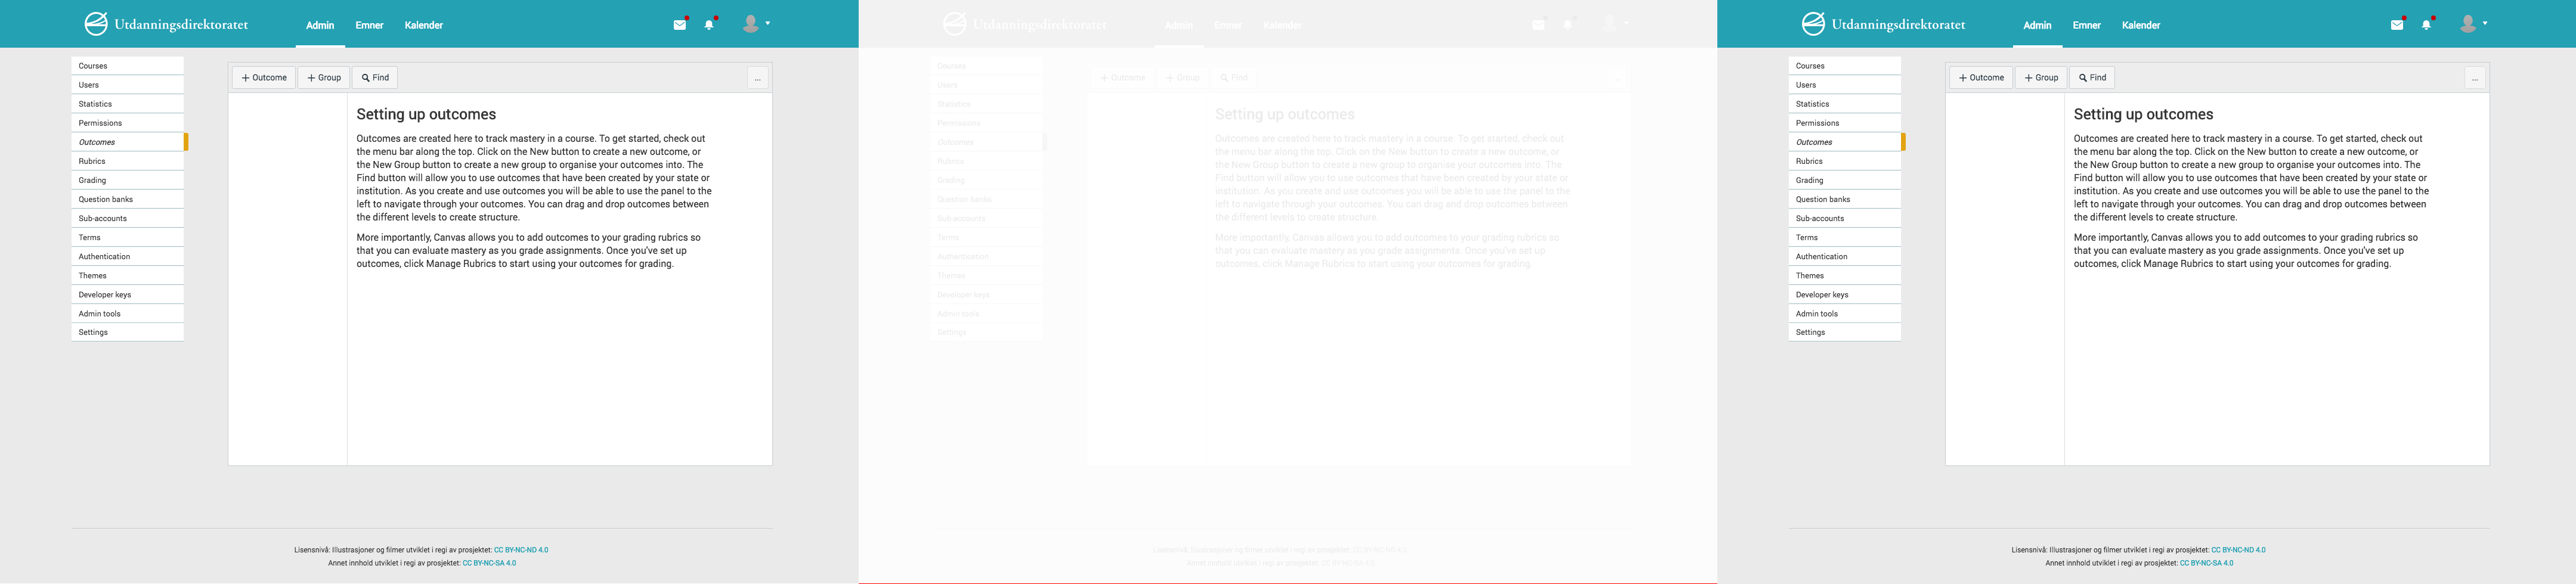 Utdanningsdirektoratet
Admin Emner Kalender
Courses
Users
Statistics
Permissions
Outcomes
Rubrics
Grading
Question banks
Sub-accounts
Terms
Authentication
Themes
Developer keys
Admin tools
Settings
+ Outcome + Group Find ...
Setting up outcomes
Outcomes are created here to track mastery in a course. To get started, check out
the menu bar along the top. Click on the New button to create a new outcome, or
the New Group button to create a new group to organise your outcomes into. The
Find button will allow you to use outcomes that have been created by your state or
institution. As you create and use outcomes you will be able to use the panel to the
left to navigate through your outcomes. You can drag and drop outcomes between
the different levels to create structure.
More importantly, Canvas allows you to add outcomes to your grading rubrics so
that you can evaluate mastery as you grade assignments. Once you've set up
outcomes, click Manage Rubrics to start using your outcomes for grading.
Lisensnivå: Illustrasjoner og filmer utviklet i regi av prosjektet: CC BY-NC-ND 4.0
Annet innhold utviklet i regi av prosjektet: CC BY-NC-SA 4.0
Utdanningsdirektoratet
Admin Emner Kalender
Courses
Users
Statistics
Permissions
Outcomes
Rubrics
Grading
Question banks
Sub-accounts
Terms
Authentication
Themes
Developer keys
Admin tools
Settings
+ Outcome + Group Find
Setting up outcomes
Outcomes are created here to track mastery in a course. To get started, check out
the menu bar along the top. Click on the New button to create a new outcome, or
the New Group button to create a new group to organise your outcomes into. The
Find button will allow you to use outcomes that have been created by your state or
institution. As you create and use outcomes you will be able to use the panel to the
left to navigate through your outcomes. You can drag and drop outcomes between
the different levels to create structure.
More importantly, Canvas allows you to add outcomes to your grading rubrics so
that you can evaluate mastery as you grade assignments. Once you've set up
outcomes, click Manage Rubrics to start using your outcomes for grading.
Lisensnivå: Illustrasjoner og filmer utviklet i regi av prosjektet: CC BY-NC-ND 4.0
Annet innhold utviklet i regi av prosjektet: CC BY-NC-SA 4.0
Utdanningsdirektoratet
Admin Emner Kalender
Courses
Users
Statistics
Permissions
Outcomes
Rubrics
Grading
Question banks
Sub-accounts
Terms
Authentication
Themes
Developer keys
Admin tools
Settings
+ Outcome + Group Find ...
Setting up outcomes
Outcomes are created here to track mastery in a course. To get started, check out
the menu bar along the top. Click on the New button to create a new outcome, or
the New Group button to create a new group to organise your outcomes into. The
Find button will allow you to use outcomes that have been created by your state or
institution. As you create and use outcomes you will be able to use the panel to the
left to navigate through your outcomes. You can drag and drop outcomes between
the different levels to create structure.
More importantly, Canvas allows you to add outcomes to your grading rubrics so
that you can evaluate mastery as you grade assignments. Once you've set up
outcomes, click Manage Rubrics to start using your outcomes for grading.
Lisensnivå: Illustrasjoner og filmer utviklet i regi av prosjektet: CC BY-NC-ND 4.0
Annet innhold utviklet i regi av prosjektet: CC BY-NC-SA 4.0